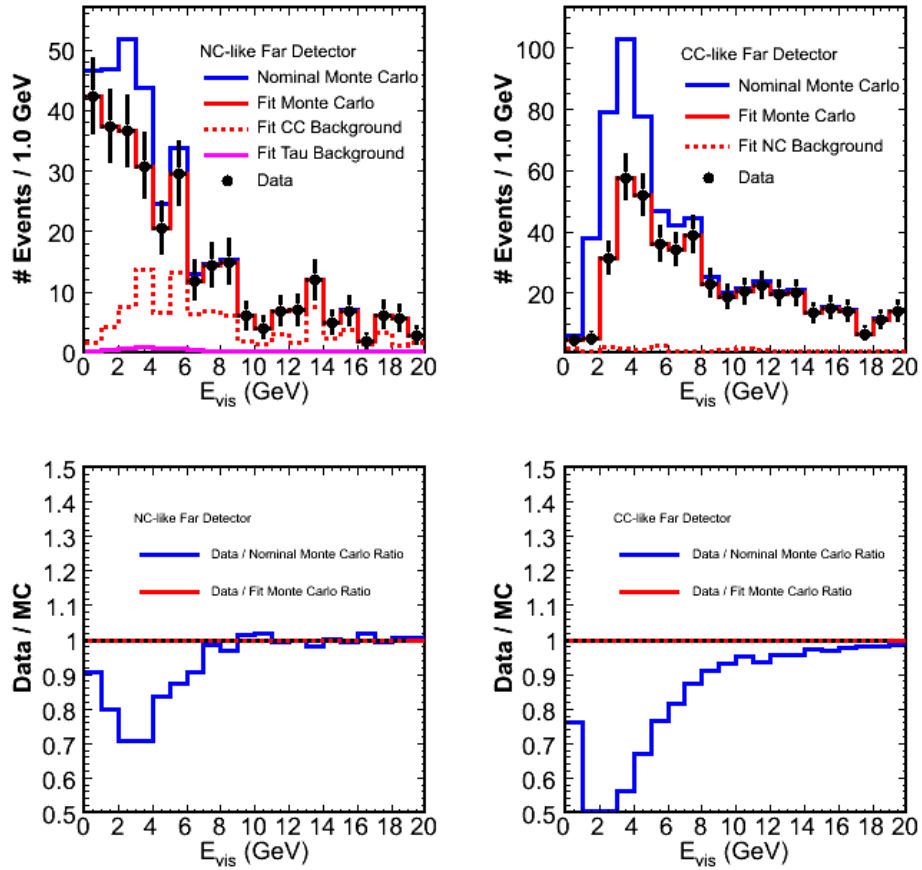 NC-like Far Detector
Nominal Monte Carlo
Fit Monte Carlo
Fit CC Background
Fit Tau Background
Data
# Events / 1.0 GeV
50
40
30
20
10
0
0 2 4 6 8 10 12 14 16 18 20
E_vis (GeV)
CC-like Far Detector
Nominal Monte Carlo
Fit Monte Carlo
Fit NC Background
Data
# Events / 1.0 GeV
100
80
60
40
20
0 2 4 6 8 10 12 14 16 18 20
E_vis (GeV)
NC-like Far Detector
Data / Nominal Monte Carlo Ratio
Data / Fit Monte Carlo Ratio
Data / MC
1.5
1.4
1.3
1.2
1.1
1
0.9
0.8
0.7
0.6
0.5
0 2 4 6 8 10 12 14 16 18 20
E_vis (GeV)
CC-like Far Detector
Data / Nominal Monte Carlo Ratio
Data / Fit Monte Carlo Ratio
Data / MC
1.5
1.4
1.3
1.2
1.1
1
0.9
0.8
0.7
0.6
0.5
0 2 4 6 8 10 12 14 16 18 20
E_vis (GeV)